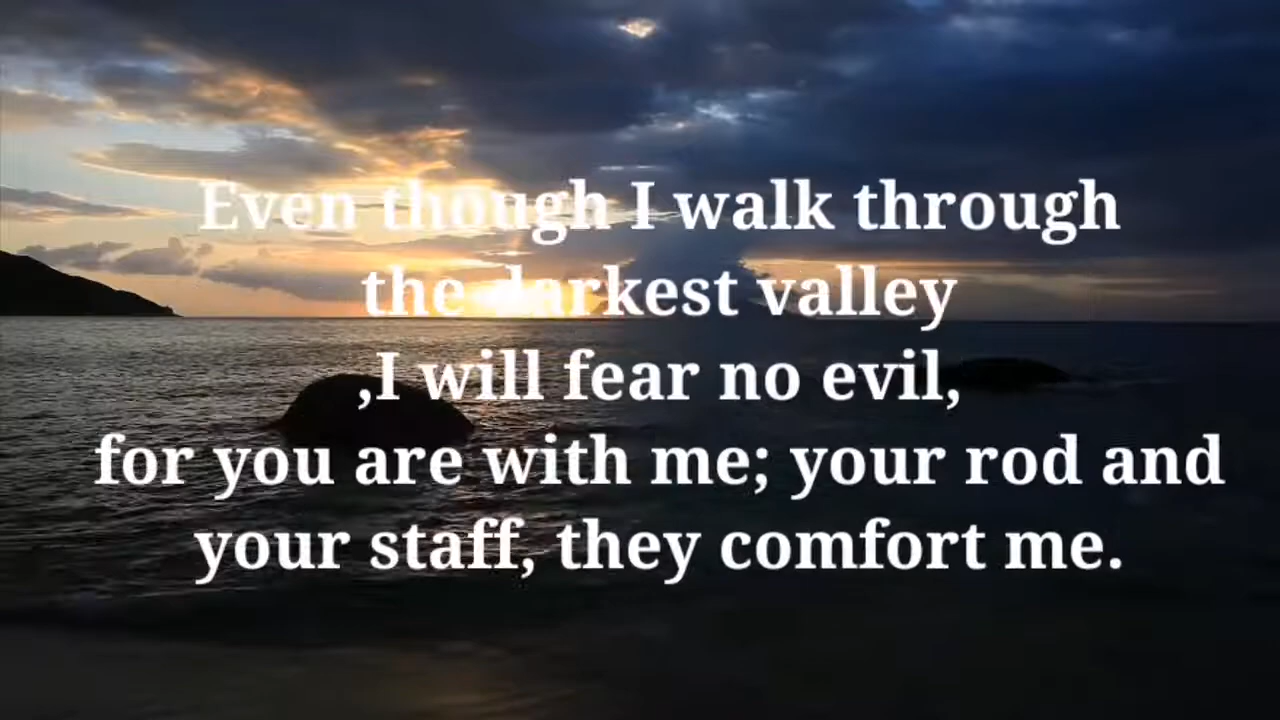 Even though I walk through
the darkest valley
,I will fear no evil,
for you are with me; your rod and
your staff, they comfort me.